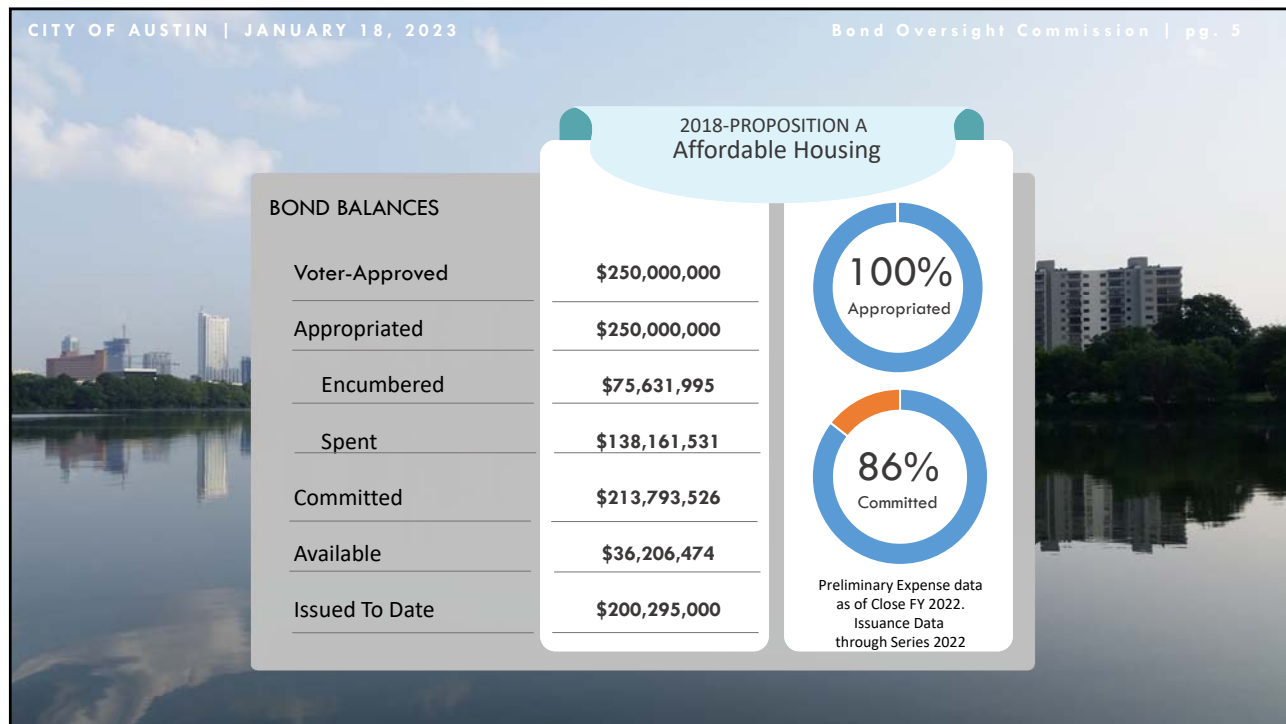 CITY OF AUSTIN | JANUARY 18, 2023
Bond Oversight Commission | pg. 5
2018-PROPOSITION A
Affordable Housing
BOND BALANCES
Voter-Approved $250,000,000
Appropriated $250,000,000
Encumbered $75,631,995
Spent $138,161,531
Committed $213,793,526
Available $36,206,474
Issued To Date $200,295,000
100%
Appropriated
86%
Committed
Preliminary Expense data
as of Close FY 2022.
Issuance Data
through Series 2022